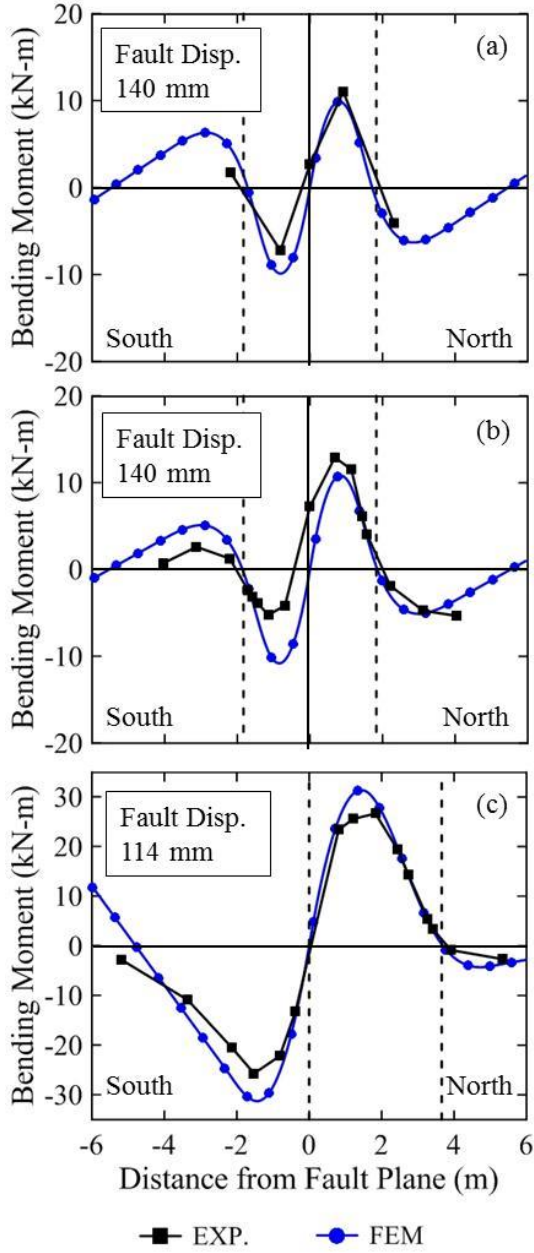 20
(a)
Fault Disp.
140 mm
10
0
-10
-20
South
North
Bending Moment (kN-m)
20
(b)
Fault Disp.
140 mm
10
0
-10
-20
South
North
Bending Moment (kN-m)
30
(c)
Fault Disp.
114 mm
20
10
0
-10
-20
-30
South
North
Bending Moment (kN-m)
-6 -4 -2 0 2 4 6
Distance from Fault Plane (m)
EXP. FEM